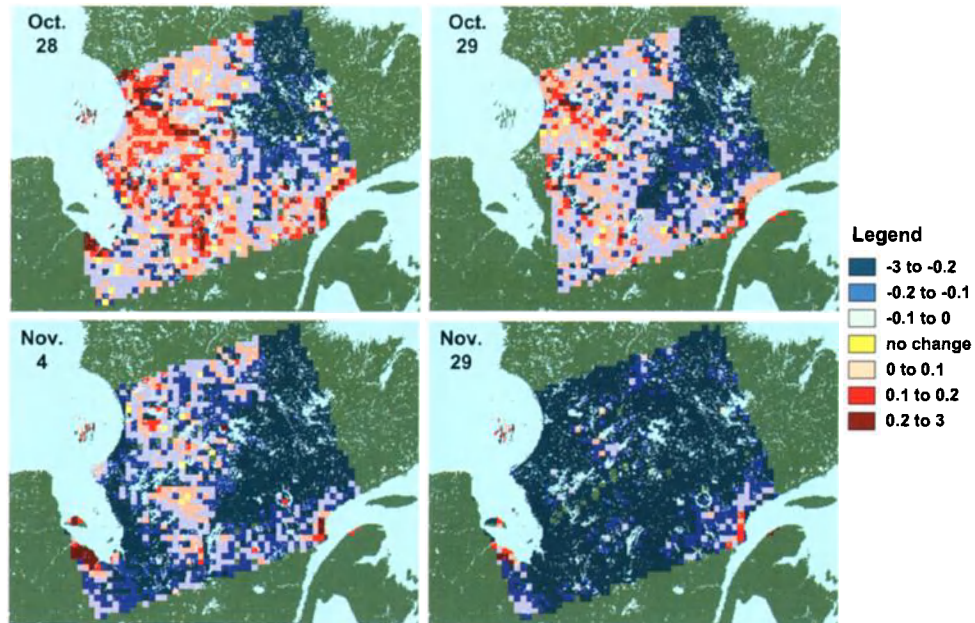 Oct.
28
Oct.
29
Nov.
4
Nov.
29
Legend
-3 to -0.2
-0.2 to -0.1
-0.1 to 0
no change
0 to 0.1
0.1 to 0.2
0.2 to 3